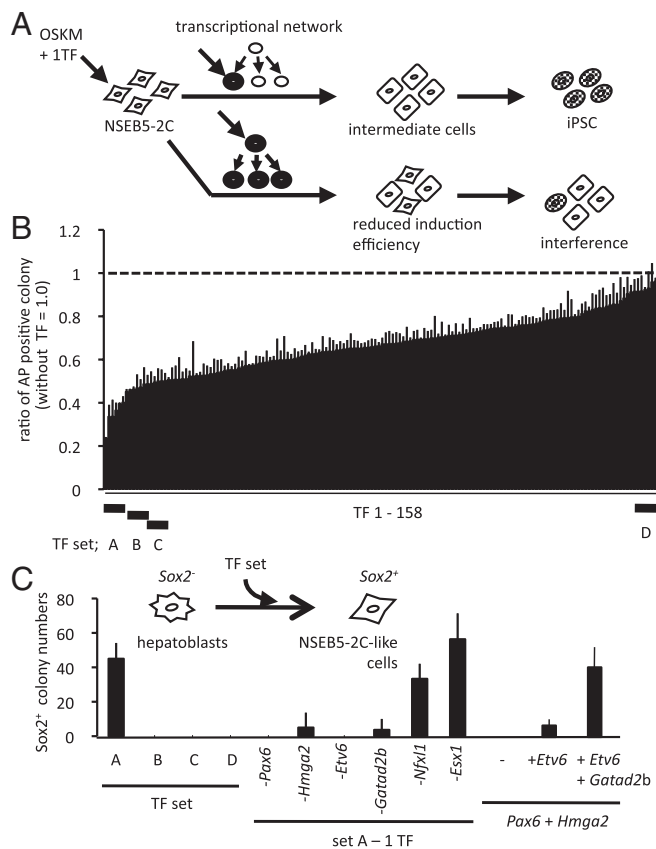 A
OSKM
+ 1TF
transcriptional network
NSEB5-2C
intermediate cells
iPSC
reduced induction
efficiency
interference
B
ratio of AP positive colony
(without TF = 1.0)
1.2
1
0.8
0.6
0.4
0.2
0
TF 1 - 158
TF set; A B C
D
C
Sox2⁻
TF set
Sox2⁺
hepatoblasts
NSEB5-2C-like
cells
Sox2⁺ colony numbers
80
60
40
20
0
A B C D
-Pax6
-Hmga2
-Etv6
-Gatad2b
-Nfxl1
-Esx1
- +Etv6 + Etv6
+ Gatad2b
TF set
set A – 1 TF
Pax6 + Hmga2